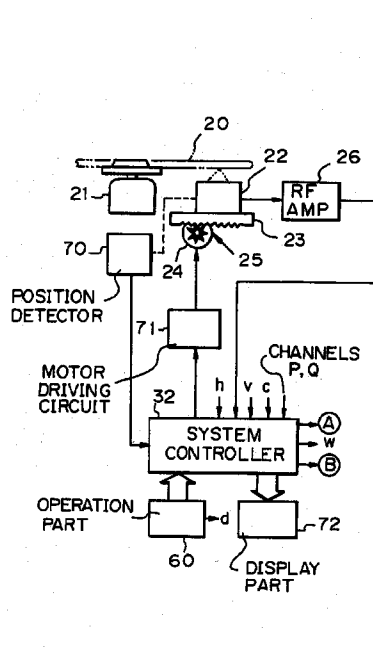 20
22
26
21
RF
AMP
23
70
24
25
POSITION
DETECTOR
71
CHANNELS
P, Q
MOTOR
DRIVING
CIRCUIT
h
v
c
32
SYSTEM
CONTROLLER
A
w
B
OPERATION
PART
d
60
72
DISPLAY
PART